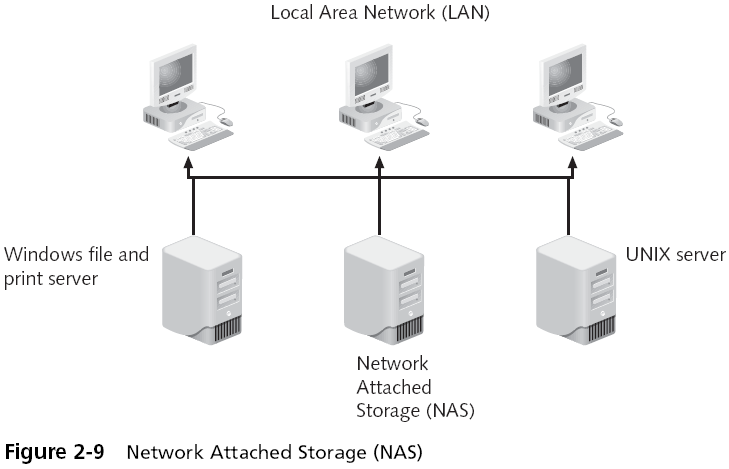 Local Area Network (LAN)
Windows file and
print server
UNIX server
Network
Attached
Storage (NAS)
Figure 2-9 Network Attached Storage (NAS)